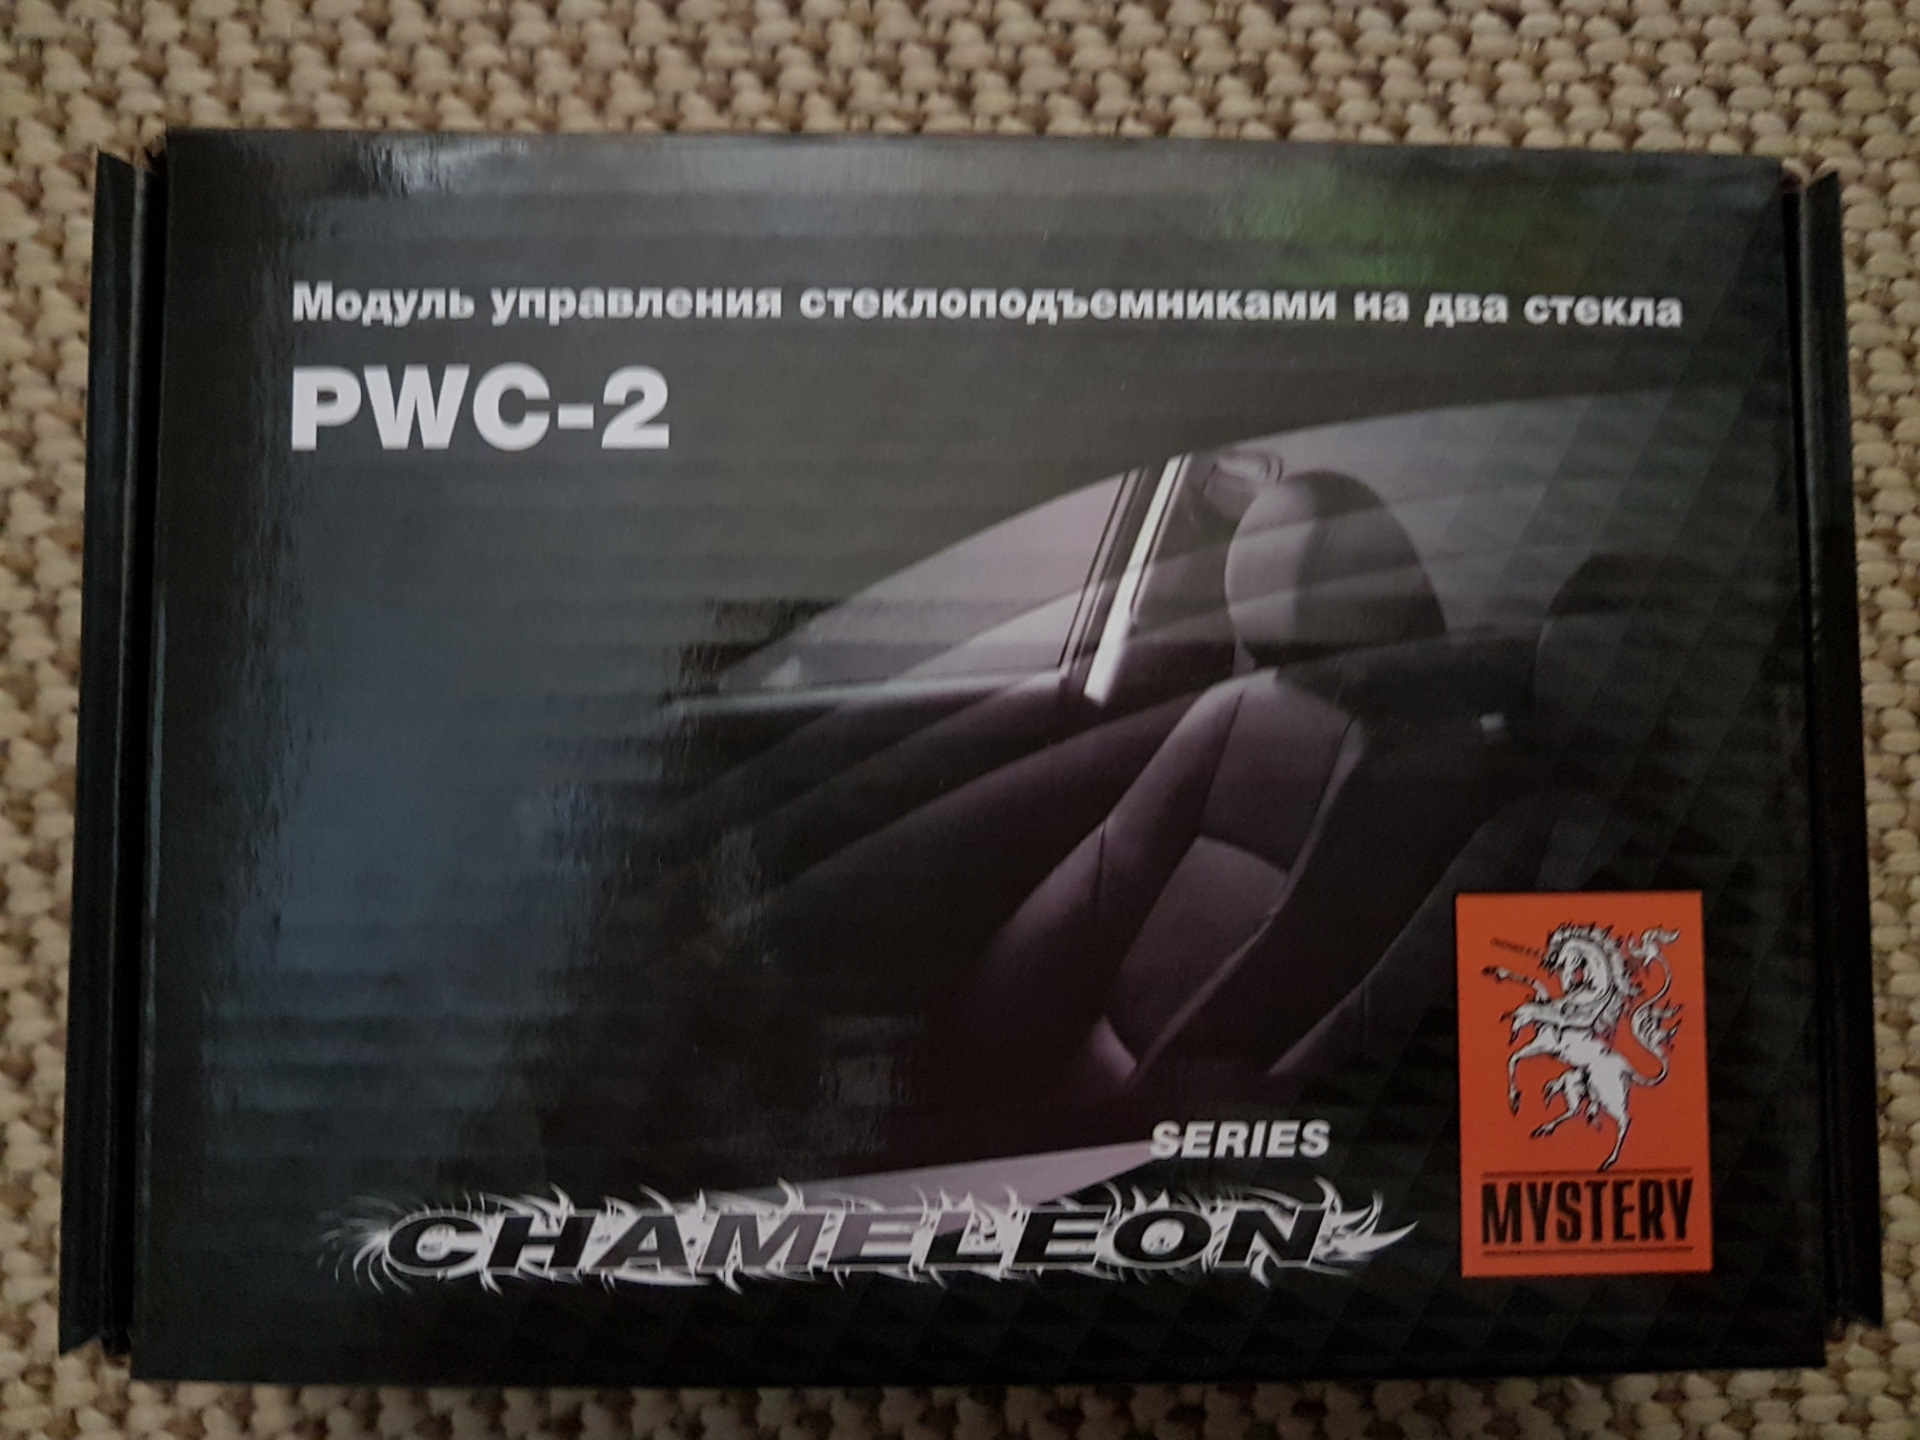 Модуль управления стеклоподъемниками на два стекла
PWC-2
SERIES
CHAMELEON
MYSTERY